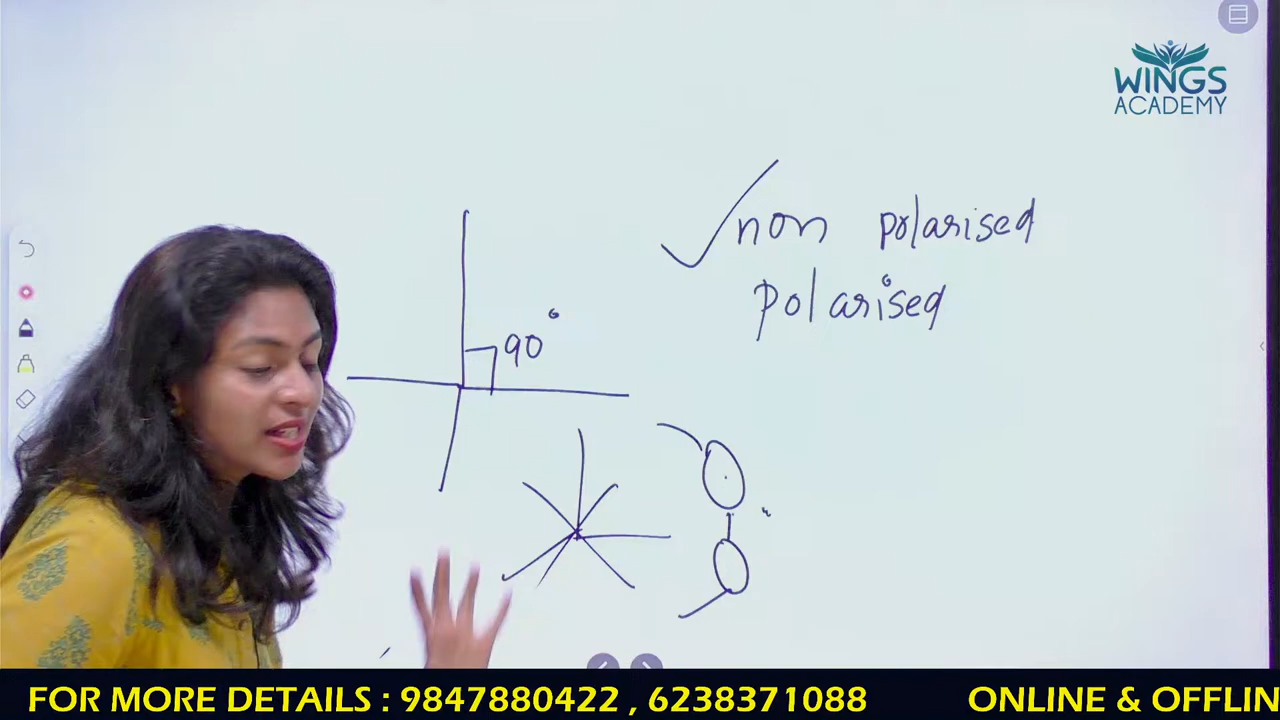 WINGS
ACADEMY
non polarised
polarised
90°
FOR MORE DETAILS : 9847880422 , 6238371088 ONLINE & OFFLIN